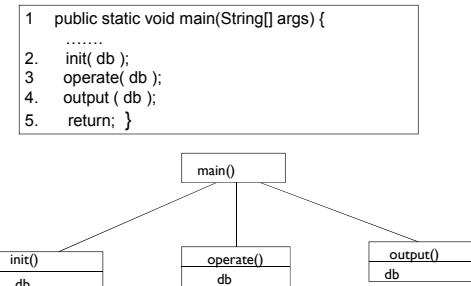 1 public static void main(String[] args) {
…….
2. init( db );
3 operate( db );
4. output ( db );
5. return; }
main()
init()
db
operate()
db
output()
db